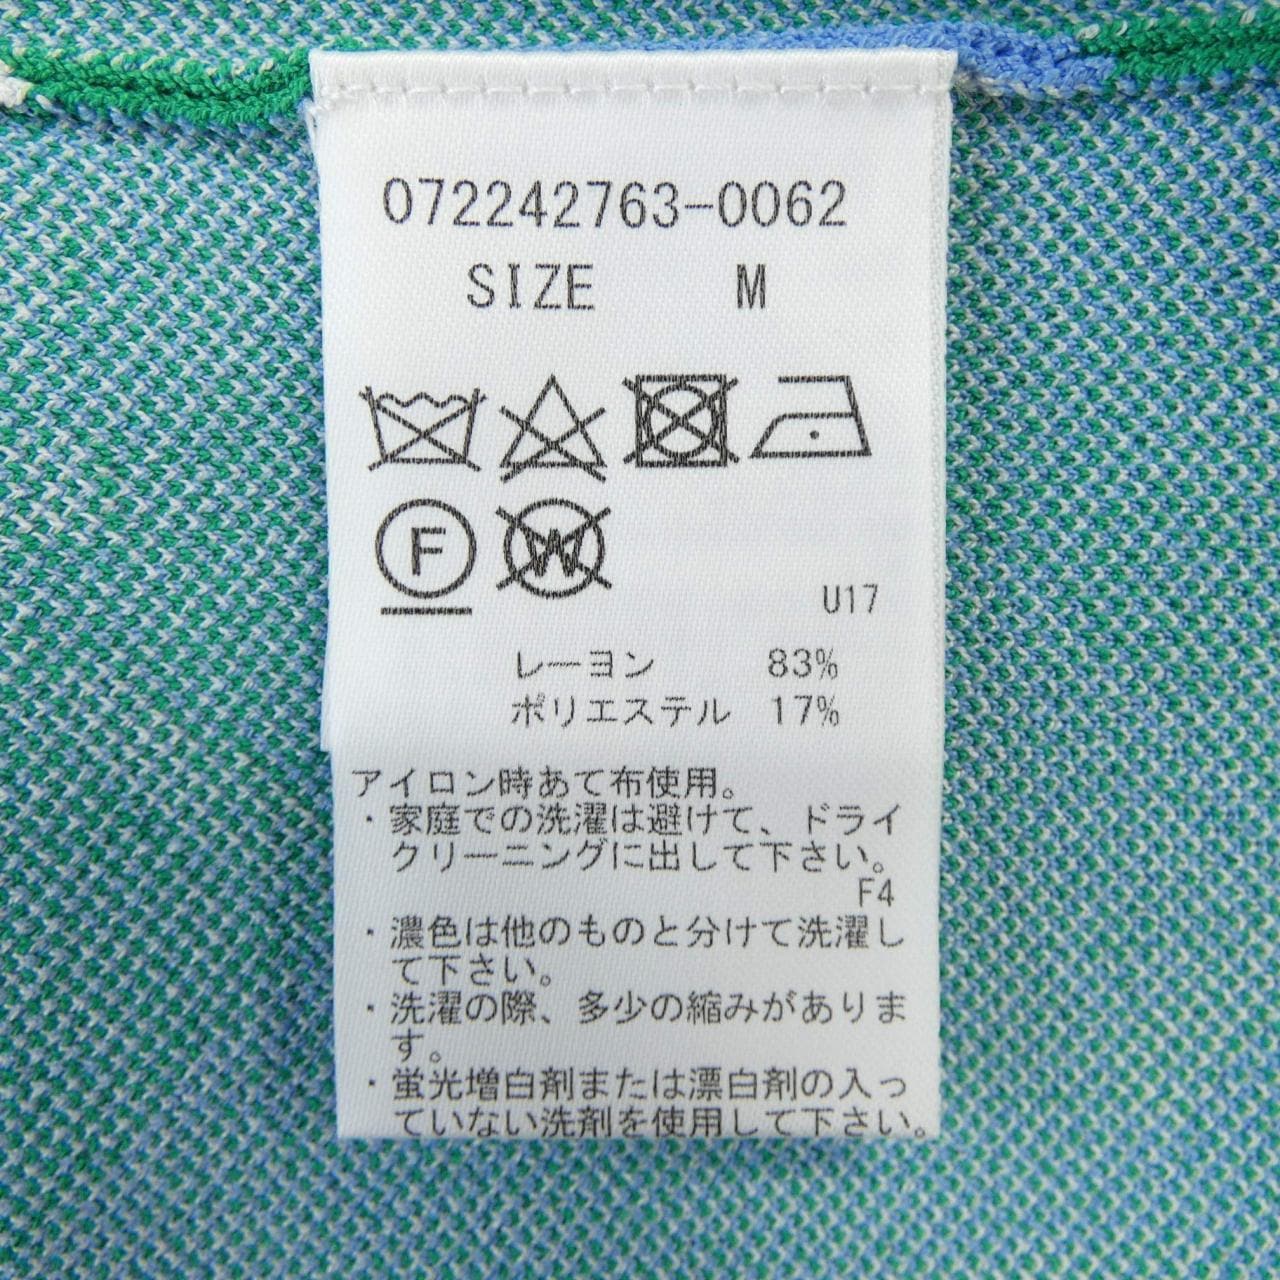 072242763-0062
SIZE M
F W
U17
レーヨン 83%
ポリエステル 17%
アイロン時あて布使用。
・家庭での洗濯は避けて、ドライ
クリーニングに出して下さい。
F4
・濃色は他のものと分けて洗濯し
て下さい。
・洗濯の際、多少の縮みがありま
す。
・蛍光増白剤または漂白剤の入っ
ていない洗剤を使用して下さい。